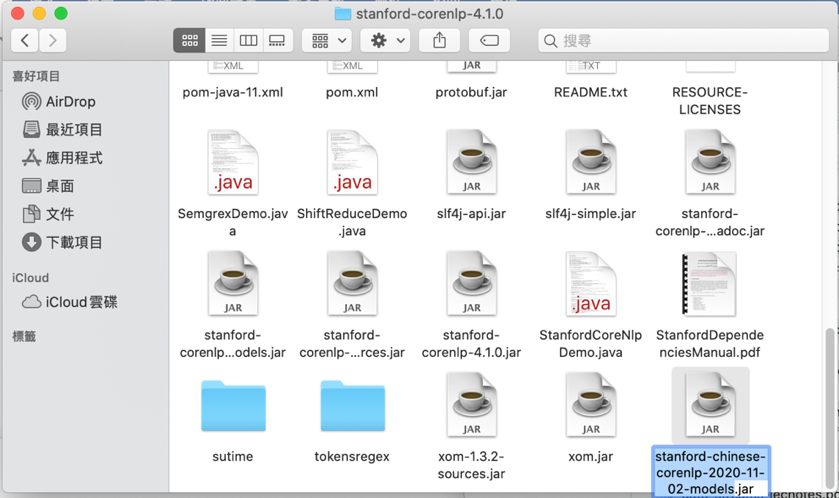 stanford-corenlp-4.1.0
搜尋
喜好項目
AirDrop
最近項目
應用程式
桌面
文件
下載項目
iCloud
iCloud雲碟
標籤
XML
XML
JAR
TXT
pom-java-11.xml
pom.xml
protobuf.jar
README.txt
RESOURCE-
LICENSES
.java
.java
JAR
JAR
JAR
SemgrexDemo.jav
a
ShiftReduceDemo
.java
slf4j-api.jar
slf4j-simple.jar
stanford-
corenlp-...adoc.jar
JAR
JAR
JAR
.java
stanford-
corenlp...odels.jar
stanford-
corenlp-...rces.jar
stanford-
corenlp-4.1.0.jar
StanfordCoreNlp
Demo.java
StanfordDepende
nciesManual.pdf
JAR
JAR
JAR
sutime
tokensregex
xom-1.3.2-
sources.jar
xom.jar
stanford-chinese-
corenlp-2020-11-
02-models.jar